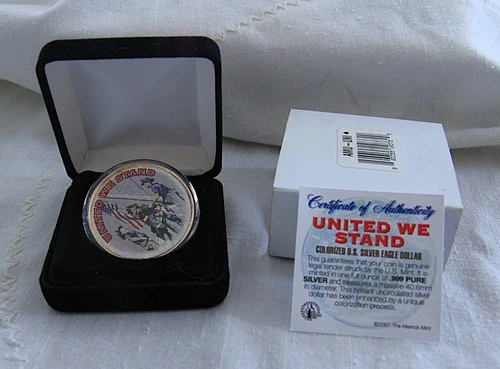 UNITED WE STAND
Certificate of Authenticity
UNITED WE
STAND
COLORIZED U.S. SILVER EAGLE DOLLAR
This guarantees that your coin is genuine
legal tender struck by the U.S. Mint. It is
minted in one full ounce of .999 PURE
SILVER and measures a massive 40.6mm
in diameter. This brilliant uncirculated silver
dollar has been enhanced by a unique
colorization process.
©2001 The Merrick Mint